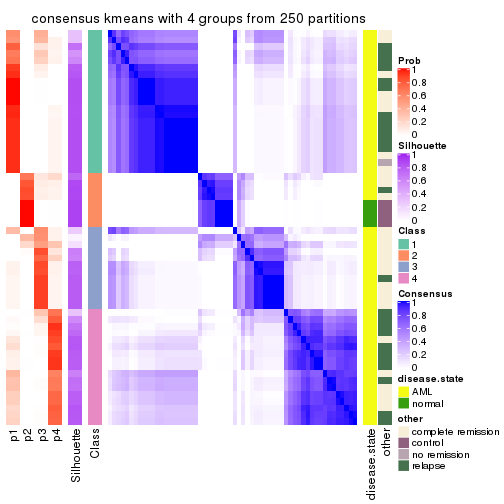 consensus kmeans with 4 groups from 250 partitions
Prob
1
0.8
0.6
0.4
0.2
0
Silhouette
1
0.8
0.6
0.4
0.2
0
Class
1
2
3
4
Consensus
1
0.8
0.6
0.4
0.2
0
disease.state
AML
normal
other
complete remission
control
no remission
relapse
p1
p2
p3
p4
Silhouette
Class
disease.state
other